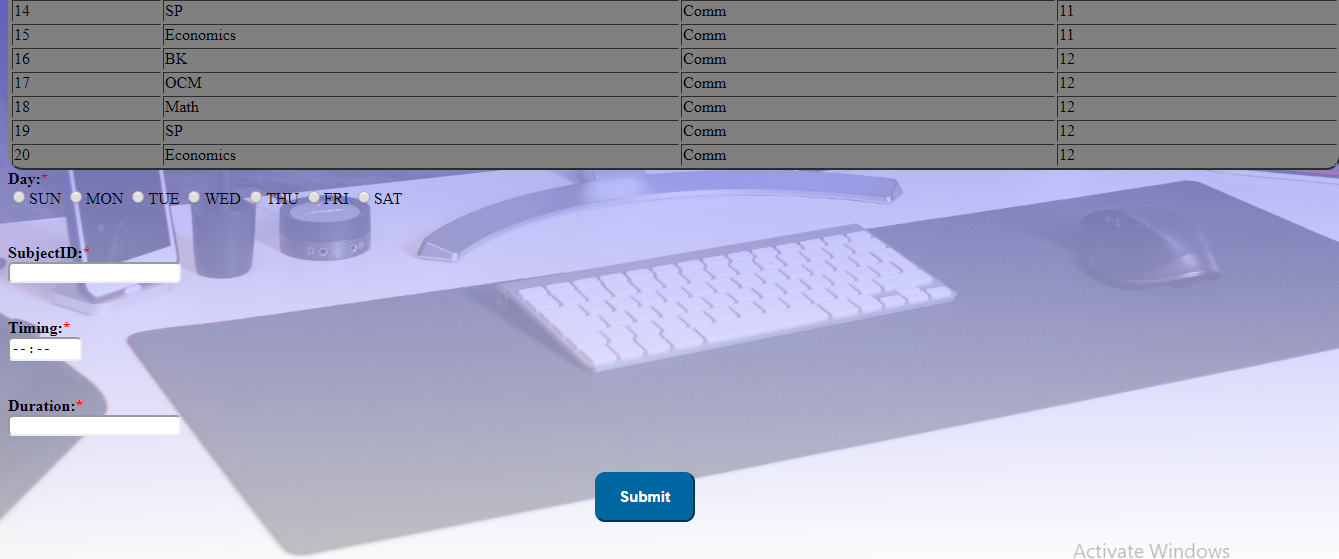 14 SP Comm 11
15 Economics Comm 11
16 BK Comm 12
17 OCM Comm 12
18 Math Comm 12
19 SP Comm 12
20 Economics Comm 12
Day:*
SUN MON TUE WED THU FRI SAT
SubjectID:*
Timing:*
--:--
Duration:*
Submit
Activate Windows